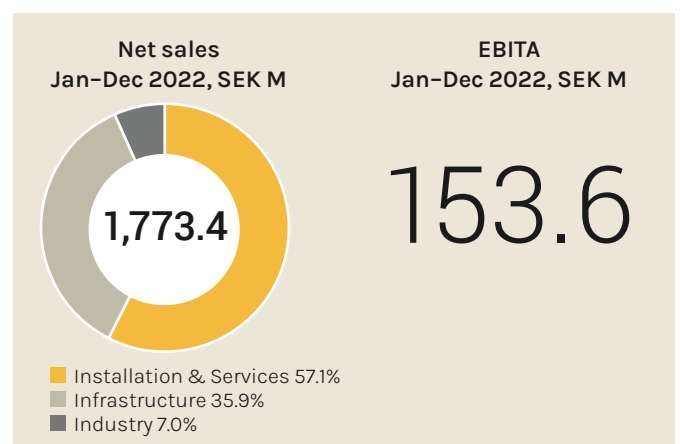 Net sales
Jan–Dec 2022, SEK M
1,773.4
Installation & Services 57.1%
Infrastructure 35.9%
Industry 7.0%
EBITA
Jan–Dec 2022, SEK M
153.6